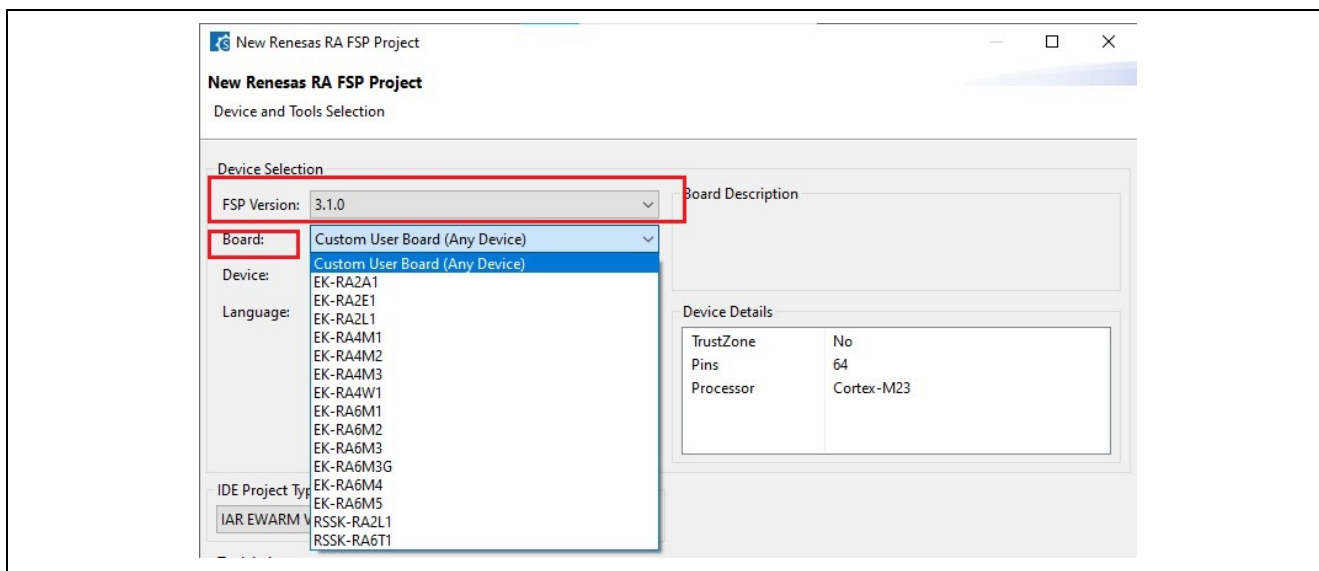 New Renesas RA FSP Project
New Renesas RA FSP Project
Device and Tools Selection
Device Selection
FSP Version: 3.1.0
Board: Custom User Board (Any Device)
Custom User Board (Any Device)
Device:
EK-RA2A1
EK-RA2E1
Language:
EK-RA2L1
EK-RA4M1
EK-RA4M2
EK-RA4M3
EK-RA4W1
EK-RA6M1
EK-RA6M2
EK-RA6M3
EK-RA6M3G
EK-RA6M4
EK-RA6M5
RSSK-RA2L1
RSSK-RA6T1
IDE Project Ty
IAR EWARM V
Board Description
Device Details
TrustZone No
Pins 64
Processor Cortex-M23